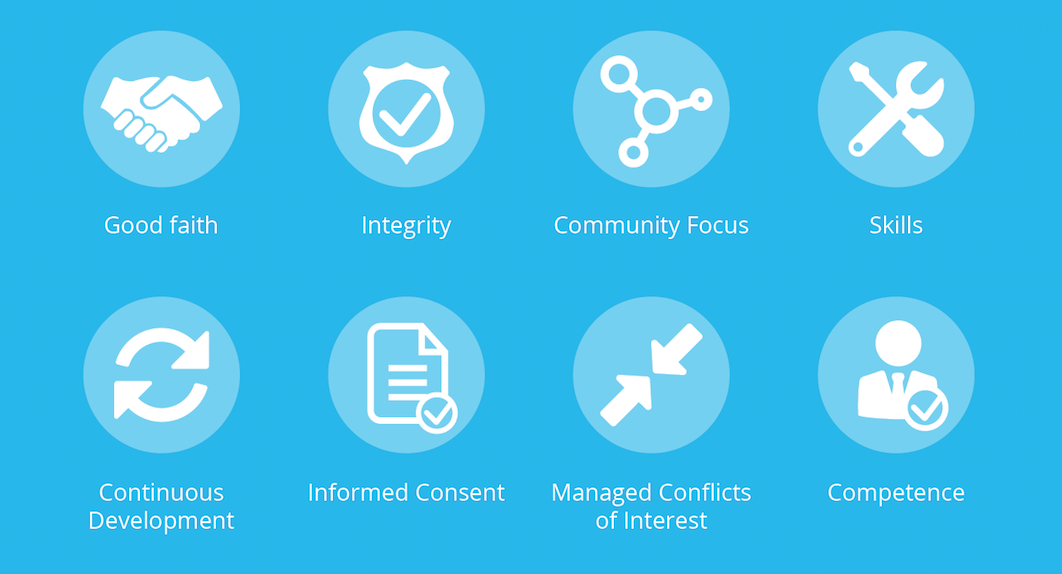 Good faith
Integrity
Community Focus
Skills
Continuous
Development
Informed Consent
Managed Conflicts
of Interest
Competence